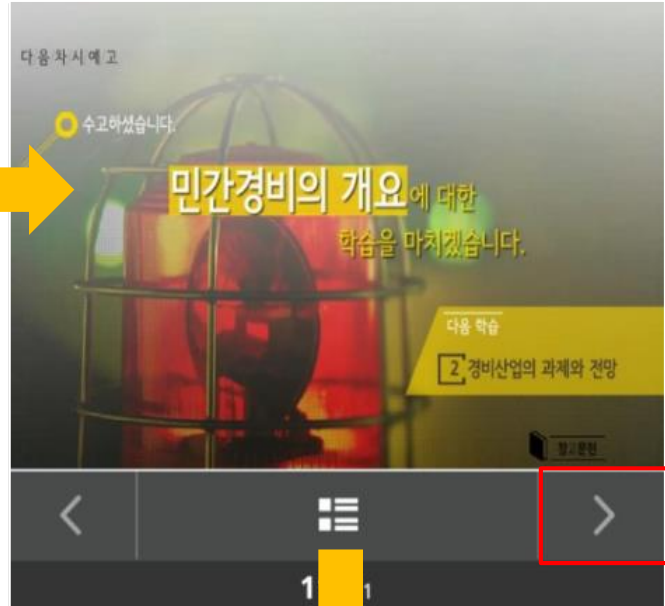 다음차시예고
수고하셨습니다.
민간경비의 개요에 대한
학습을 마치겠습니다.
다음 학습
2 경비산업의 과제와 전망
참고문헌
1
1